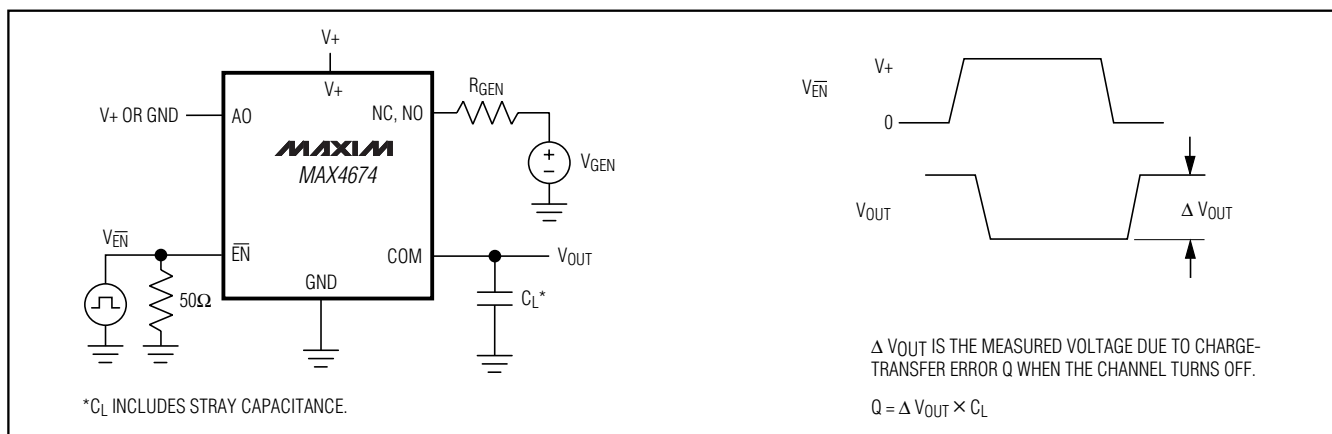 V+
V+
V+ OR GND
A0
NC, NO
RGEN
MAXIM
MAX4674
VGEN
VEN
EN
COM
VOUT
50Ω
GND
CL*
*CL INCLUDES STRAY CAPACITANCE.
VEN
V+
0
VOUT
Δ VOUT
Δ VOUT IS THE MEASURED VOLTAGE DUE TO CHARGE-
TRANSFER ERROR Q WHEN THE CHANNEL TURNS OFF.
Q = Δ VOUT × CL